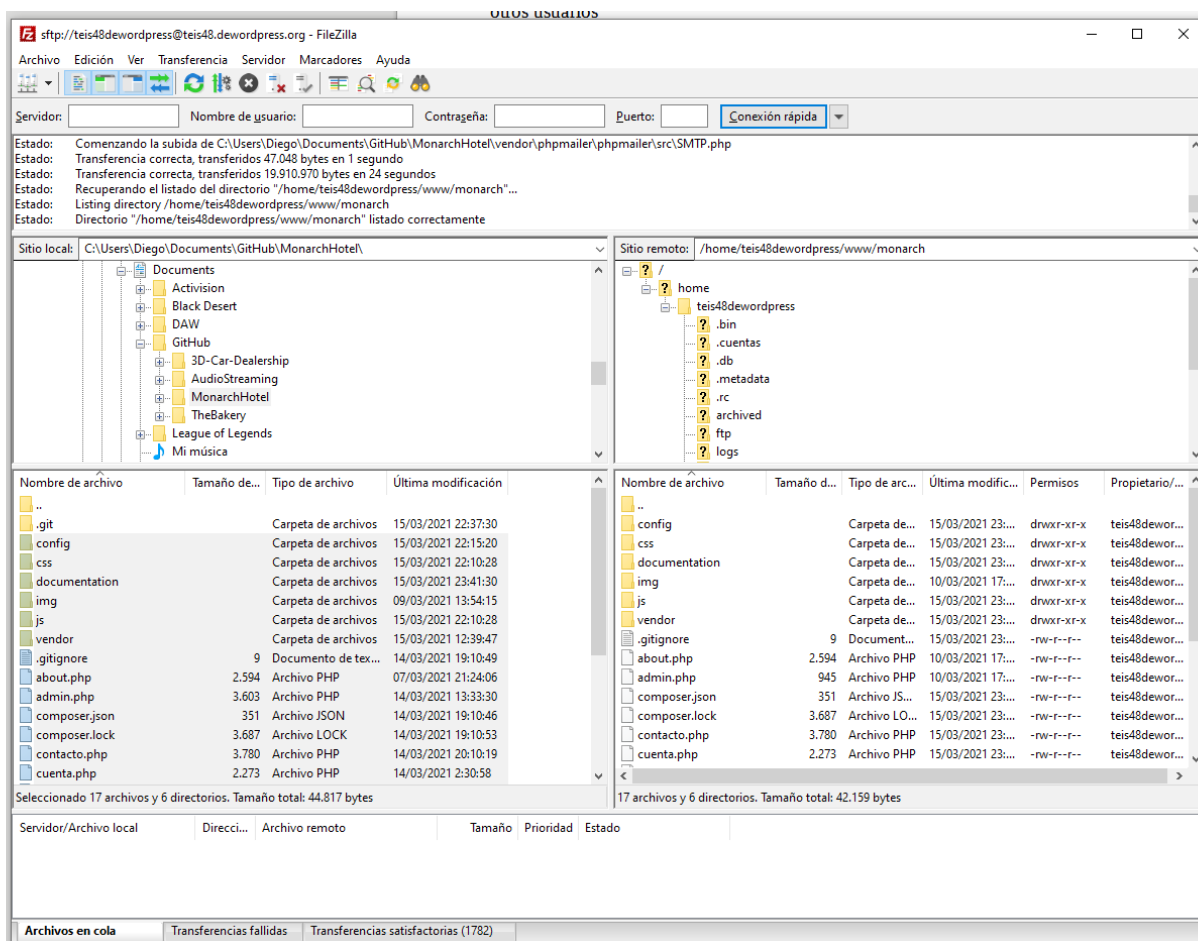 otros usuarios
sftp://teis48dewordpress@teis48.dewordpress.org - FileZilla
Archivo Edición Ver Transferencia Servidor Marcadores Ayuda
Servidor: Nombre de usuario: Contraseña: Puerto: Conexión rápida
Estado: Comenzando la subida de C:\Users\Diego\Documents\GitHub\MonarchHotel\vendor\phpmailer\phpmailer\src\SMTP.php
Estado: Transferencia correcta, transferidos 47.048 bytes en 1 segundo
Estado: Transferencia correcta, transferidos 19.910.970 bytes en 24 segundos
Estado: Recuperando el listado del directorio "/home/teis48dewordpress/www/monarch"...
Estado: Listing directory /home/teis48dewordpress/www/monarch
Estado: Directorio "/home/teis48dewordpress/www/monarch" listado correctamente
Sitio local: C:\Users\Diego\Documents\GitHub\MonarchHotel\
Documents
Activision
Black Desert
DAW
GitHub
3D-Car-Dealership
AudioStreaming
MonarchHotel
TheBakery
League of Legends
Mi música
Sitio remoto: /home/teis48dewordpress/www/monarch
/
home
teis48dewordpress
.bin
.cuentas
.db
.metadata
.rc
archived
ftp
logs
Nombre de archivo Tamaño de... Tipo de archivo Última modificación
..
.git Carpeta de archivos 15/03/2021 22:37:30
config Carpeta de archivos 15/03/2021 22:15:20
css Carpeta de archivos 15/03/2021 22:10:28
documentation Carpeta de archivos 15/03/2021 23:41:30
img Carpeta de archivos 09/03/2021 13:54:15
js Carpeta de archivos 15/03/2021 22:10:28
vendor Carpeta de archivos 15/03/2021 12:39:47
.gitignore 9 Documento de tex... 14/03/2021 19:10:49
about.php 2.594 Archivo PHP 07/03/2021 21:24:06
admin.php 3.603 Archivo PHP 14/03/2021 13:33:30
composer.json 351 Archivo JSON 14/03/2021 19:10:46
composer.lock 3.687 Archivo LOCK 14/03/2021 19:10:53
contacto.php 3.780 Archivo PHP 14/03/2021 20:10:19
cuenta.php 2.273 Archivo PHP 14/03/2021 2:30:58
Seleccionado 17 archivos y 6 directorios. Tamaño total: 44.817 bytes
Nombre de archivo Tamaño d... Tipo de arc... Última modific... Permisos Propietario/...
..
config Carpeta de... 15/03/2021 23:... drwxr-xr-x teis48dewor...
css Carpeta de... 15/03/2021 23:... drwxr-xr-x teis48dewor...
documentation Carpeta de... 15/03/2021 23:... drwxr-xr-x teis48dewor...
img Carpeta de... 10/03/2021 17:... drwxr-xr-x teis48dewor...
js Carpeta de... 15/03/2021 23:... drwxr-xr-x teis48dewor...
vendor Carpeta de... 15/03/2021 23:... drwxr-xr-x teis48dewor...
.gitignore 9 Document... 15/03/2021 23:... -rw-r--r-- teis48dewor...
about.php 2.594 Archivo PHP 10/03/2021 17:... -rw-r--r-- teis48dewor...
admin.php 945 Archivo PHP 10/03/2021 17:... -rw-r--r-- teis48dewor...
composer.json 351 Archivo JS... 15/03/2021 23:... -rw-r--r-- teis48dewor...
composer.lock 3.687 Archivo LO... 15/03/2021 23:... -rw-r--r-- teis48dewor...
contacto.php 3.780 Archivo PHP 15/03/2021 23:... -rw-r--r-- teis48dewor...
cuenta.php 2.273 Archivo PHP 15/03/2021 23:... -rw-r--r-- teis48dewor...
17 archivos y 6 directorios. Tamaño total: 42.159 bytes
Servidor/Archivo local Direcci... Archivo remoto Tamaño Prioridad Estado
Archivos en cola Transferencias fallidas Transferencias satisfactorias (1782)